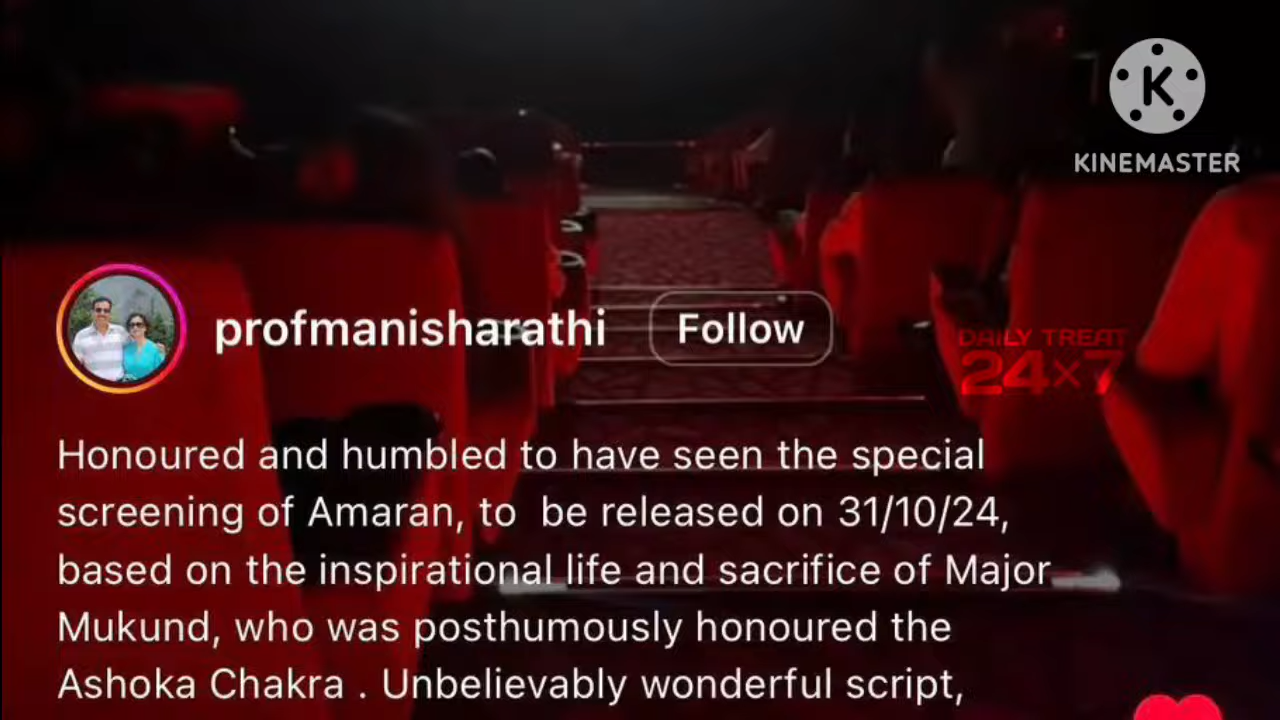 K
KINEMASTER
profmanisharathi
Follow
DAILY TREAT
24x7
Honoured and humbled to have seen the special
screening of Amaran, to  be released on 31/10/24,
based on the inspirational life and sacrifice of Major
Mukund, who was posthumously honoured the
Ashoka Chakra . Unbelievably wonderful script,